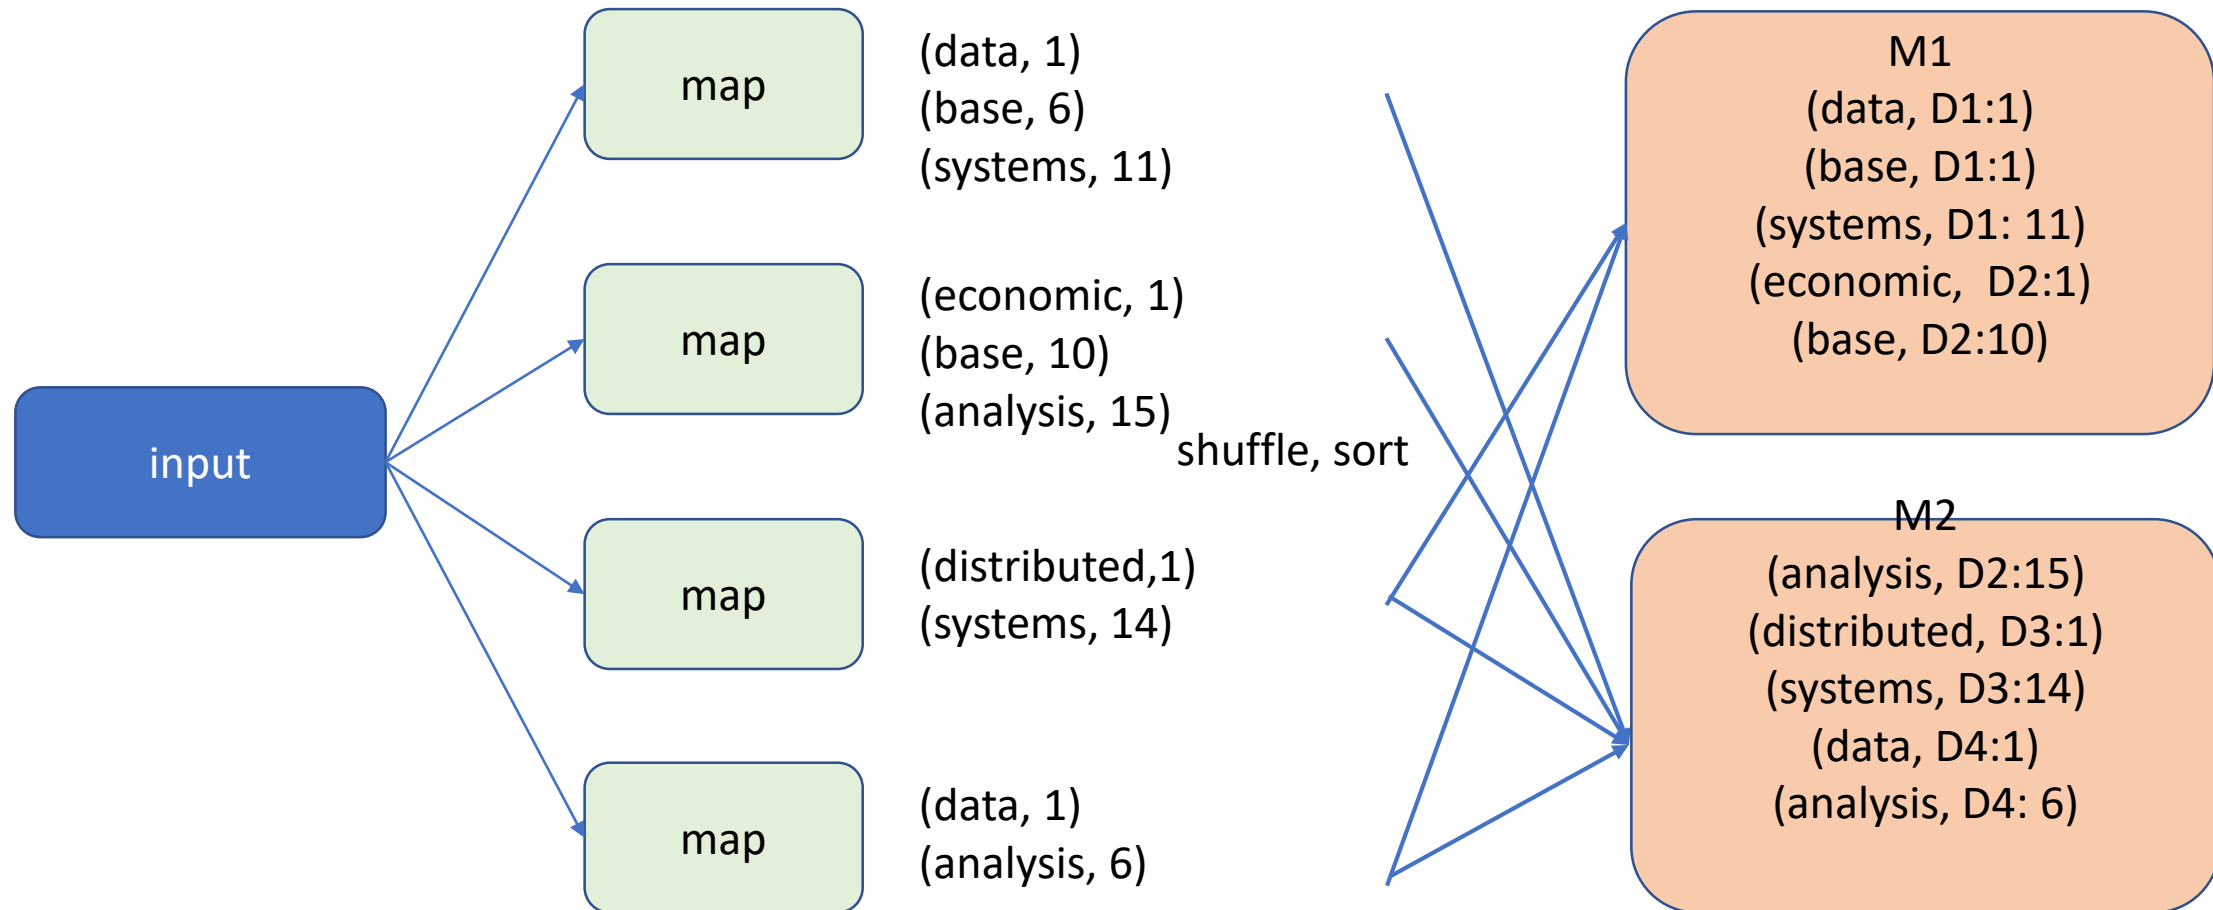 input
map
(data, 1)
(base, 6)
(systems, 11)
map
(economic, 1)
(base, 10)
(analysis, 15)
map
(distributed,1)
(systems, 14)
map
(data, 1)
(analysis, 6)
shuffle, sort
M1
(data, D1:1)
(base, D1:1)
(systems, D1: 11)
(economic,  D2:1)
(base, D2:10)
M2
(analysis, D2:15)
(distributed, D3:1)
(systems, D3:14)
(data, D4:1)
(analysis, D4: 6)